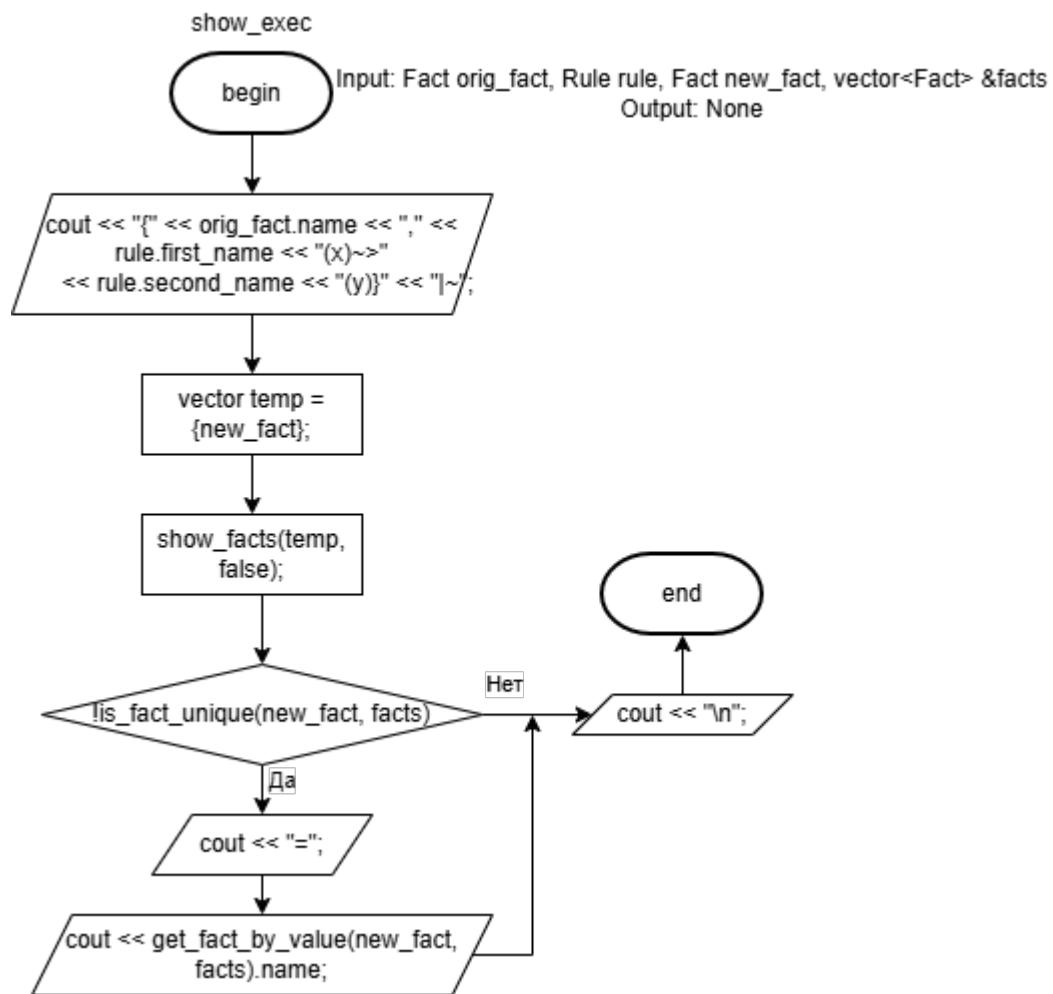 show_exec
begin
Input: Fact orig_fact, Rule rule, Fact new_fact, vector<Fact> &facts
Output: None
cout << "{" << orig_fact.name << "," <<
rule.first_name << "(x)~>"
<< rule.second_name << "(y)}" << "|~";
vector temp =
{new_fact};
show_facts(temp,
false);
end
!is_fact_unique(new_fact, facts)
Нет
cout << "\n";
Да
cout << "=";
cout << get_fact_by_value(new_fact,
facts).name;